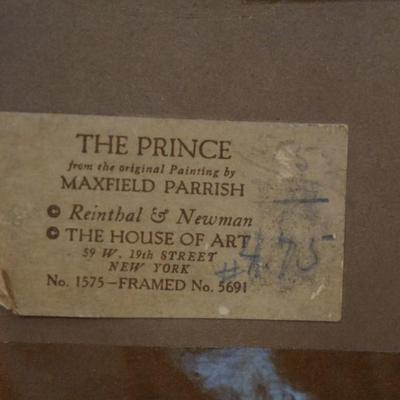 THE PRINCE
from the original Painting by
MAXFIELD PARRISH
© Reinthal & Newman
© THE HOUSE OF ART
59 W. 19th STREET
NEW YORK
#4.75
No. 1575—FRAMED No. 5691